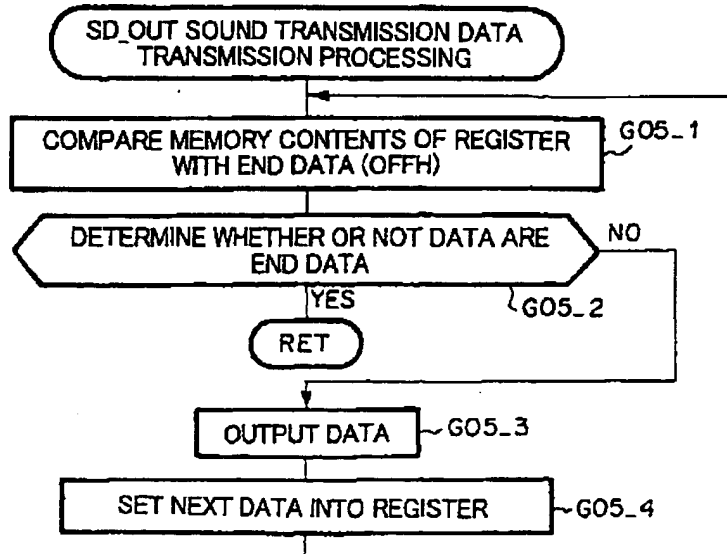 SD_OUT SOUND TRANSMISSION DATA
TRANSMISSION PROCESSING
COMPARE MEMORY CONTENTS OF REGISTER
WITH END DATA (OFFH)
G05_1
DETERMINE WHETHER OR NOT DATA ARE
END DATA
NO
YES
G05_2
RET
OUTPUT DATA
G05_3
SET NEXT DATA INTO REGISTER
G05_4